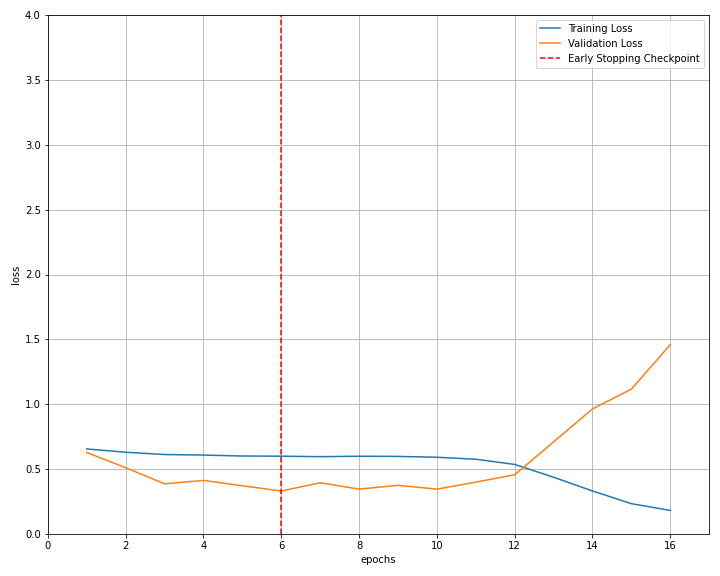 4.0
3.5
3.0
2.5
2.0
1.5
1.0
0.5
0.0
loss
Training Loss
Validation Loss
Early Stopping Checkpoint
0 2 4 6 8 10 12 14 16
epochs